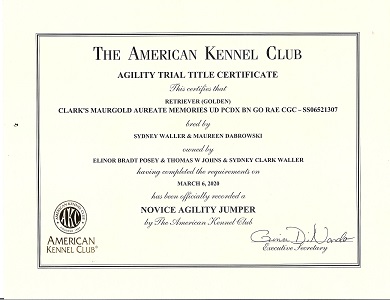 THE AMERICAN KENNEL CLUB
AGILITY TRIAL TITLE CERTIFICATE
This certifies that
RETRIEVER (GOLDEN)
CLARK'S MAURGOLD AUREATE MEMORIES UD PCDX BN GO RAE CGC – SS06521307
bred by
SYDNEY WALLER & MAUREEN DABROWSKI
owned by
ELINOR BRADT POSEY & THOMAS W JOHNS & SYDNEY CLARK WALLER
having completed the requirements on
MARCH 6, 2020
has been officially recorded a
NOVICE AGILITY JUMPER
by The American Kennel Club
AKC
AMERICAN
KENNEL CLUB®
Executive Secretary